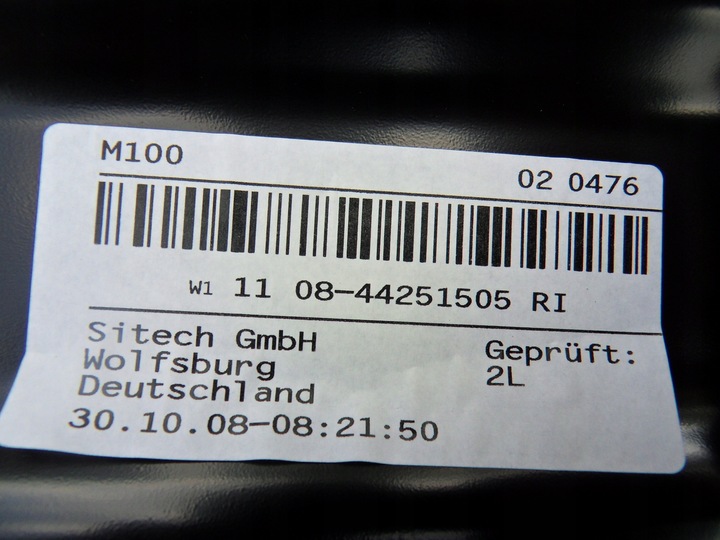 M100
02 0476
W1 11 08-44251505 RI
Sitech GmbH
Wolfsburg
Deutschland
30.10.08-08:21:50
Geprüft:
2L